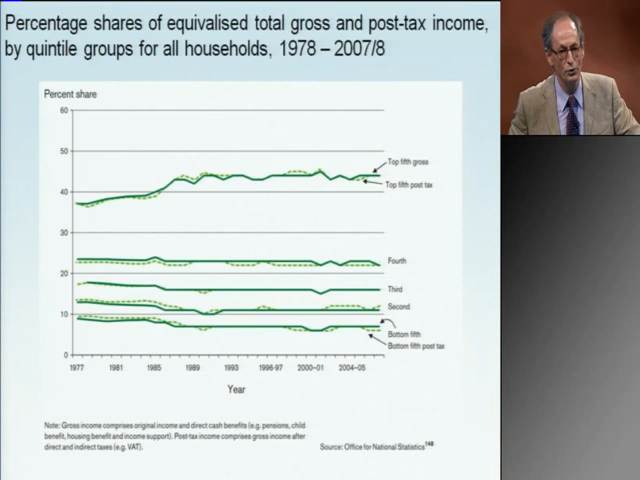 Percentage shares of equivalised total gross and post-tax income,
by quintile groups for all households, 1978 – 2007/8
Percent share
60
50
40
30
20
10
0
Top fifth gross
Top fifth post tax
Fourth
Third
Second
Bottom fifth
Bottom fifth post tax
1977 1981 1985 1989 1993 1996-97 2000–01 2004–05
Year
Note: Gross income comprises original income and direct cash benefits (e.g. pensions, child
benefit, housing benefit and income support). Post-tax income comprises gross income after
direct and indirect taxes (e.g. VAT).
Source: Office for National Statistics148